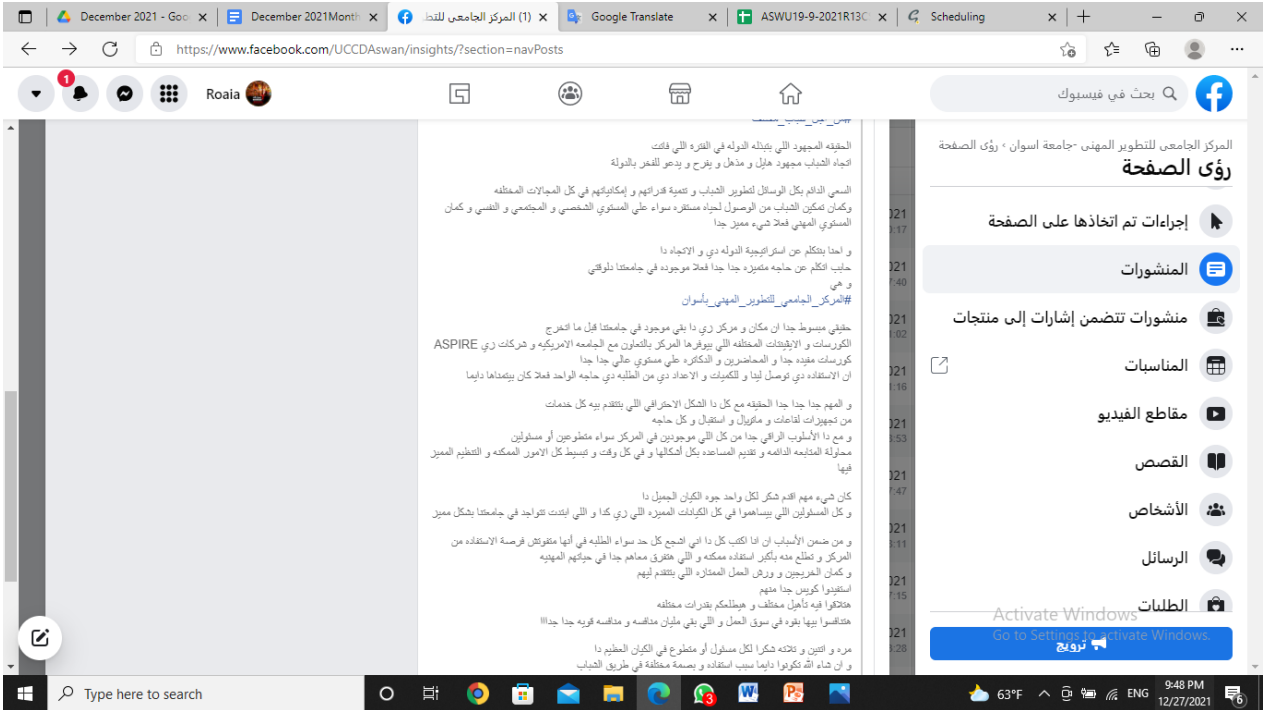 December 2021 - Goo
December 2021Month
(1) المركز الجامعي للتط
Google Translate
ASWU19-9-2021R13C
Scheduling
https://www.facebook.com/UCCDAswan/insights/?section=navPosts
بحث في فيسبوك
Roaia
1
المركز الجامعي للتطوير المهني -جامعة اسوان › رؤى الصفحة
رؤى الصفحة
إجراءات تم اتخاذها على الصفحة
المنشورات
منشورات تتضمن إشارات إلى منتجات
المناسبات
مقاطع الفيديو
القصص
الأشخاص
الرسائل
الطلبات
ترويج
Activate Windows
Go to Settings to activate Windows.
الحقيقه المجهود اللي بتبذله الدوله في الفتره اللي فاتت
اتجاه الشباب مجهود هايل و مذهل و يفرح و يدعو للفخر بالدولة
السعي الدائم بكل الوسائل لتطوير الشباب و تنمية قدراتهم و إمكانياتهم في كل المجالات المختلفه
وكمان تمكين الشباب من الوصول لحياه مستقره سواء علي المستوي الشخصي و المجتمعي و النفسي و كمان
المستوي المهني فعلا شيء مميز جدا
و احنا بنتكلم عن استراتيجية الدوله دي و الاتجاه دا
حابب اتكلم عن حاجه متميزه جدا جدا فعلا موجوده في جامعتنا دلوقتي
و هي
#المركز_الجامعي_للتطوير_المهني_بأسوان
حقيقي مبسوط جدا ان مكان و مركز زي دا بقي موجود في جامعتنا قبل ما اتخرج
الكورسات و الايفينتات المختلفه اللي بيوفرها المركز بالتعاون مع الجامعه الامريكيه و شركات زي ASPIRE
كورسات مفيده جدا و المحاضرين و الدكاتره علي مستوي عالي جدا جدا
ان الاستفاده دي توصل لينا و للكميات و الاعداد دي من الطلبه دي حاجه الواحد فعلا كان بيتمناها دايما
و المهم جدا جدا جدا الحقيقه مع كل دا الشكل الاحترافي اللي بتتقدم بيه كل خدمات
من تجهيزات لقاعات و ماتريال و استقبال و كل حاجه
و مع دا الأسلوب الراقي جدا من كل اللي موجودين في المركز سواء متطوعين أو مسئولين
محاولة المتابعه الدائمه و تقديم المساعده بكل أشكالها و في كل وقت و تبسيط كل الامور الممكنه و التنظيم المميز
فيها
كان شيء مهم اقدم شكر لكل واحد جوه الكيان الجميل دا
و كل المسئولين اللي بيساهموا في كل الكيانات المميزه اللي زي كدا و اللي ابتدت تتواجد في جامعتنا بشكل مميز
و من ضمن الأسباب ان انا اكتب كل دا اني اشجع كل حد سواء الطلبه في أنها متفوتش فرصة الاستفاده من
المركز و تطلع منه بأكبر استفاده ممكنه و اللي هتفرق معاهم جدا في حياتهم المهنيه
و كمان الخريجين و ورش العمل الممتازه اللي بتتقدم ليهم
استفيدوا كويس جدا منهم
هتلاقوا فيه تأهيل مختلف و هيطلعكم بقدرات مختلفه
هتنافسوا بيها بقوه في سوق العمل و اللي بقي مليان منافسه و منافسه قويه جدا جدااا
مره و اتنين و تلاته شكرا لكل مسئول أو متطوع في الكيان العظيم دا
و ان شاء الله تكونوا دايما سبب استفاده و بصمة مختلفة في طريق الشباب
Type here to search
3
63°F
ENG
9:48 PM
12/27/2021
6